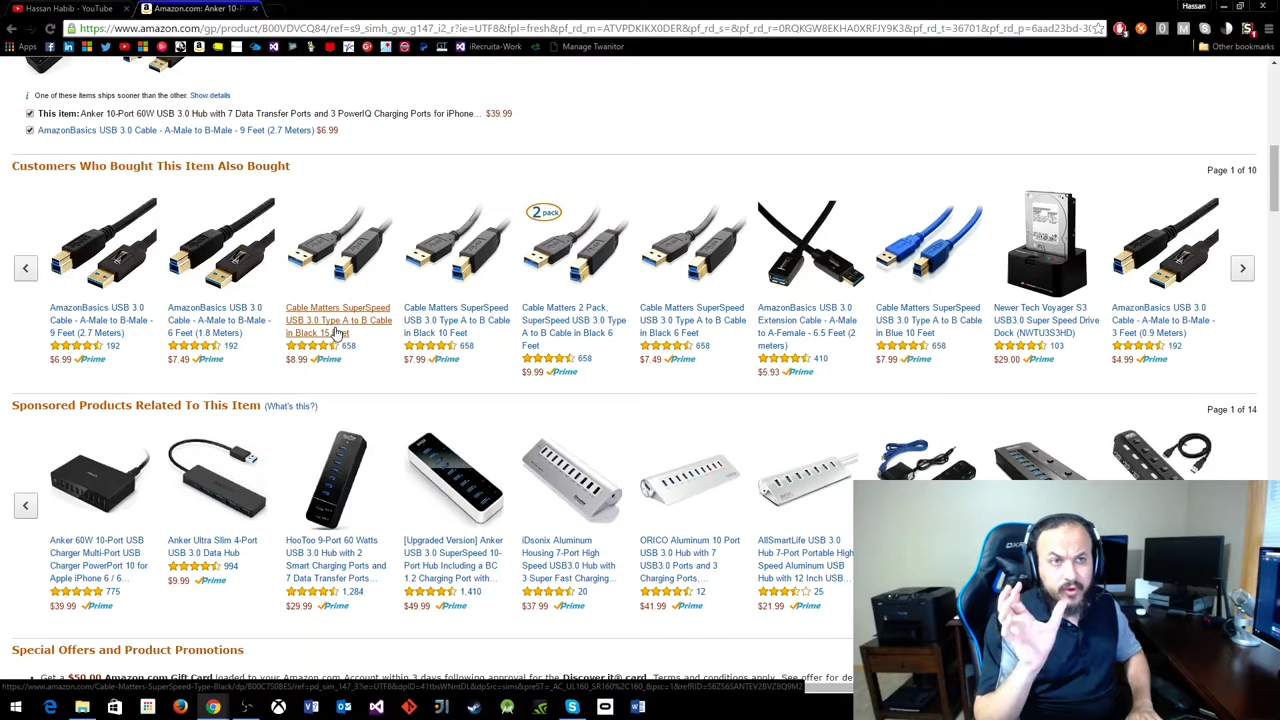 Hassan Habib - YouTube
Amazon.com: Anker 10-P
Hassan
https://www.amazon.com/gp/product/B00VDVCQ84/ref=s9_simh_gw_g147_i2_r?ie=UTF8&fpl=fresh&pf_rd_m=ATVPDKIKX0DER&pf_rd_s=&pf_rd_r=0RQKGW8EKHA0XRFJY9K3&pf_rd_t=36701&pf_rd_p=6aad23bd-30
Apps
iRecruita-Work
Manage Twanitor
Other bookmarks
One of these items ships sooner than the other. Show details
This item: Anker 10-Port 60W USB 3.0 Hub with 7 Data Transfer Ports and 3 PowerIQ Charging Ports for iPhone... $39.99
AmazonBasics USB 3.0 Cable - A-Male to B-Male - 9 Feet (2.7 Meters) $6.99
Customers Who Bought This Item Also Bought
Page 1 of 10
2 pack
AmazonBasics USB 3.0
Cable - A-Male to B-Male -
9 Feet (2.7 Meters)
192
$6.99 Prime
AmazonBasics USB 3.0
Cable - A-Male to B-Male -
6 Feet (1.8 Meters)
192
$7.49 Prime
Cable Matters SuperSpeed
USB 3.0 Type A to B Cable
in Black 15 Feet
658
$8.99 Prime
Cable Matters SuperSpeed
USB 3.0 Type A to B Cable
in Black 10 Feet
658
$7.99 Prime
Cable Matters 2 Pack,
SuperSpeed USB 3.0 Type
A to B Cable in Black 6
Feet
658
$9.99 Prime
Cable Matters SuperSpeed
USB 3.0 Type A to B Cable
in Black 6 Feet
658
$7.49 Prime
AmazonBasics USB 3.0
Extension Cable - A-Male
to A-Female - 6.5 Feet (2
meters)
410
$5.93 Prime
Cable Matters SuperSpeed
USB 3.0 Type A to B Cable
in Blue 10 Feet
658
$7.99 Prime
Newer Tech Voyager S3
USB3.0 Super Speed Drive
Dock (NWTU3S3HD)
103
$29.00 Prime
AmazonBasics USB 3.0
Cable - A-Male to B-Male -
3 Feet (0.9 Meters)
192
$4.99 Prime
Sponsored Products Related To This Item (What's this?)
Page 1 of 14
Anker 60W 10-Port USB
Charger Multi-Port USB
Charger PowerPort 10 for
Apple iPhone 6 / 6...
775
$39.99 Prime
Anker Ultra Slim 4-Port
USB 3.0 Data Hub
994
$9.99 Prime
HooToo 9-Port 60 Watts
USB 3.0 Hub with 2
Smart Charging Ports and
7 Data Transfer Ports...
1,284
$29.99 Prime
[Upgraded Version] Anker
USB 3.0 SuperSpeed 10-
Port Hub Including a BC
1.2 Charging Port with...
1,410
$49.99 Prime
iDsonix Aluminum
Housing 7-Port High
Speed USB3.0 Hub with
3 Super Fast Charging...
20
$37.99 Prime
ORICO Aluminum 10 Port
USB 3.0 Hub with 7
USB3.0 Ports and 3
Charging Ports,...
12
$41.99 Prime
AllSmartLife USB 3.0
Hub 7-Port Portable High
Speed Aluminum USB
Hub with 12 Inch USB...
25
$21.99 Prime
Special Offers and Product Promotions
Get a $50.00 Amazon.com Gift Card loaded to your Amazon.com Account within 3 days following approval for the Discover it® card. Terms and conditions apply. See offer for de